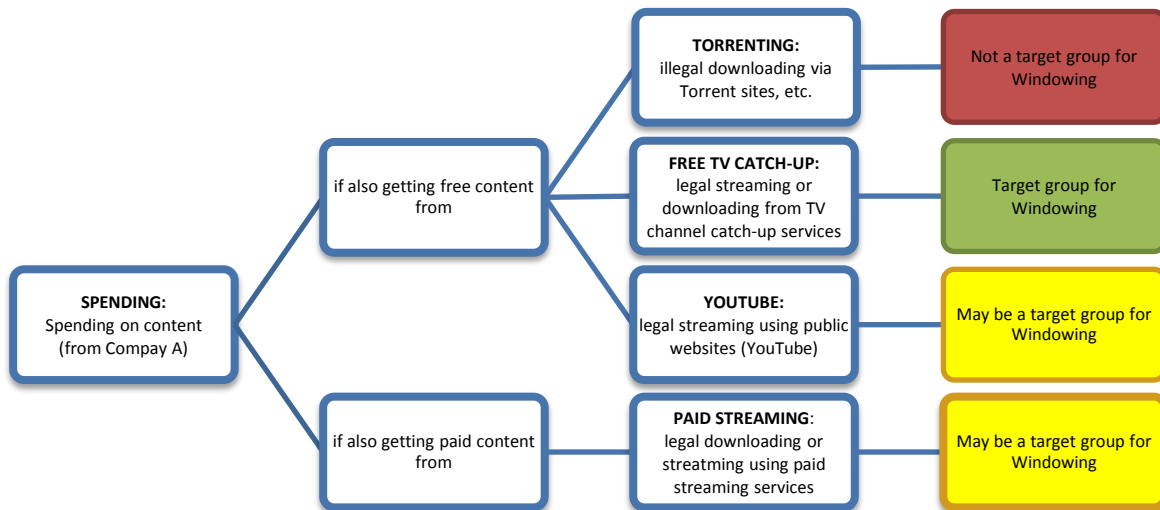 TORRENTING:
illegal downloading via
Torrent sites, etc.
Not a target group for
Windowing
if also getting free content
from
FREE TV CATCH-UP:
legal streaming or
downloading from TV
channel catch-up services
Target group for
Windowing
SPENDING:
Spending on content
(from Compay A)
YOUTUBE:
legal streaming using public
websites (YouTube)
May be a target group for
Windowing
if also getting paid content
from
PAID STREAMING:
legal downloading or
streatming using paid
streaming services
May be a target group for
Windowing